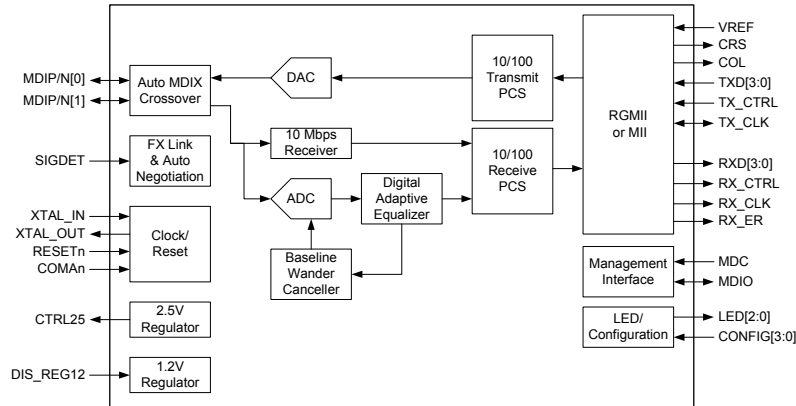 MDIP/N[0]
MDIP/N[1]
SIGDET
XTAL_IN
XTAL_OUT
RESETn
COMAn
CTRL25
DIS_REG12
Auto MDIX
Crossover
FX Link
& Auto
Negotiation
Clock/
Reset
2.5V
Regulator
1.2V
Regulator
DAC
10 Mbps
Receiver
ADC
Digital
Adaptive
Equalizer
Baseline
Wander
Canceller
10/100
Transmit
PCS
10/100
Receive
PCS
RGMII
or MII
Management
Interface
LED/
Configuration
VREF
CRS
COL
TXD[3:0]
TX_CTRL
TX_CLK
RXD[3:0]
RX_CTRL
RX_CLK
RX_ER
MDC
MDIO
LED[2:0]
CONFIG[3:0]